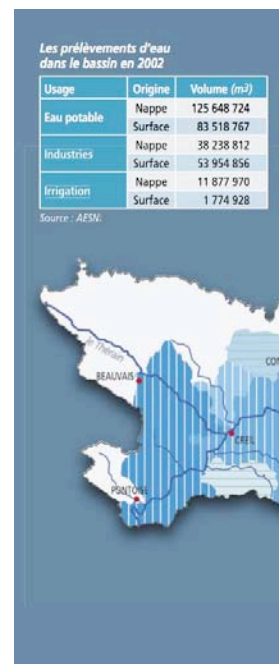 Les prélèvements d'eau
dans le bassin en 2002
Usage Origine Volume (m3)
Eau potable Nappe 125 648 724
Surface 83 518 767
Industries Nappe 38 238 812
Surface 53 954 856
Irrigation Nappe 11 877 970
Surface 1 774 928
Source : AESN.
le Thérain
CO
BEAUVAIS
CREIL
PONTOISE